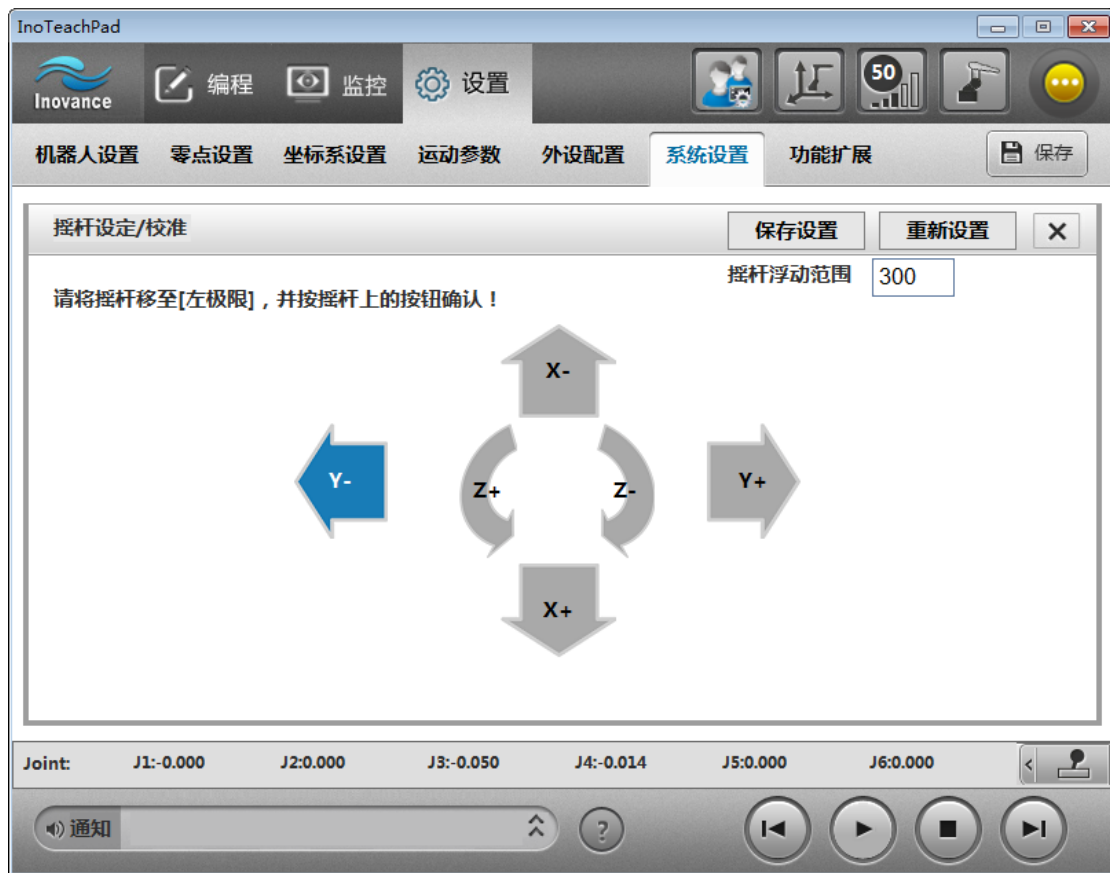 InoTeachPad
Inovance 编程 监控 设置 50
机器人设置 零点设置 坐标系设置 运动参数 外设配置 系统设置 功能扩展 保存
摇杆设定/校准 保存设置 重新设置
摇杆浮动范围 300
请将摇杆移至[左极限]，并按摇杆上的按钮确认！
X-
Y- Z+ Z- Y+
X+
Joint: J1:-0.000 J2:0.000 J3:-0.050 J4:-0.014 J5:0.000 J6:0.000
通知 ?